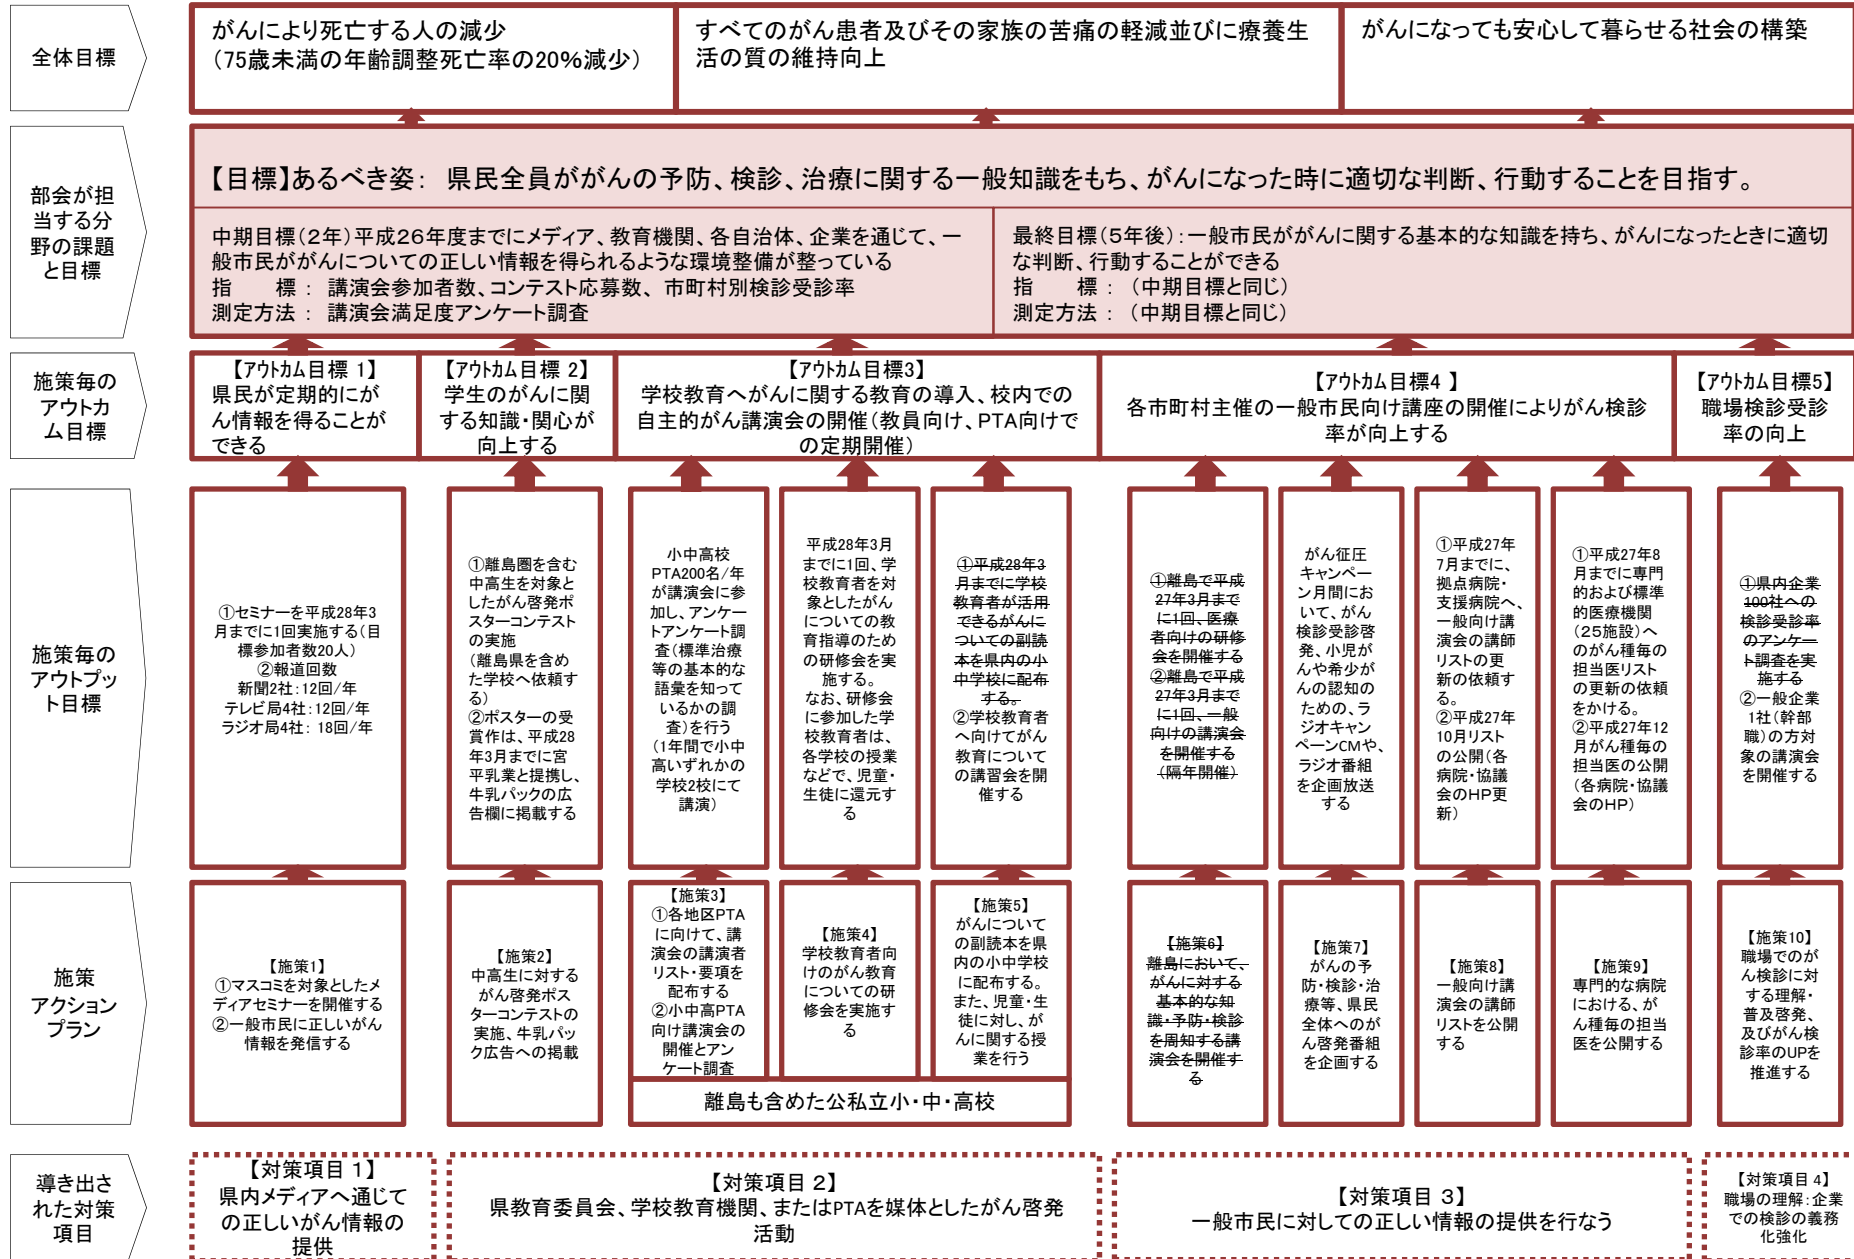 全体目標
がんにより死亡する人の減少
（75歳未満の年齢調整死亡率の20%減少）
すべてのがん患者及びその家族の苦痛の軽減並びに療養生
活の質の維持向上
がんになっても安心して暮らせる社会の構築
部会が担
当する分
野の課題
と目標
【目標】あるべき姿： 県民全員ががんの予防、検診、治療に関する一般知識をもち、がんになった時に適切な判断、行動することを目指す。
中期目標（2年）平成26年度までにメディア、教育機関、各自治体、企業を通じて、一
般市民ががんについての正しい情報を得られるような環境整備が整っている
指　　標 ： 講演会参加者数、コンテスト応募数、 市町村別検診受診率
測定方法 ： 講演会満足度アンケート調査
最終目標（5年後）：一般市民ががんに関する基本的な知識を持ち、がんになったときに適切
な判断、行動することができる
指　　標 ： （中期目標と同じ）
測定方法 ： （中期目標と同じ）
施策毎の
アウトカ
ム目標
【アウトカム目標 1】
県民が定期的にが
ん情報を得ることが
できる
【アウトカム目標 2】
学生のがんに関
する知識・関心が
向上する
【アウトカム目標3】
学校教育へがんに関する教育の導入、校内での
自主的がん講演会の開催（教員向け、PTA向けで
の定期開催）
【アウトカム目標4 】
各市町村主催の一般市民向け講座の開催によりがん検診
率が向上する
【アウトカム目標5】
職場検診受診
率の向上
施策毎の
アウトプッ
ト目標
①セミナーを平成28年3
月までに1回実施する（目
標参加者数20人）
②報道回数
新聞2社：12回/年
テレビ局4社：12回/年
ラジオ局4社： 18回/年
①離島圏を含む
中高生を対象と
したがん啓発ポ
スターコンテスト
の実施
（離島県を含め
た学校へ依頼す
る）
②ポスターの受
賞作は、平成28
年3月までに宮
平乳業と提携し、
牛乳パックの広
告欄に掲載する
小中高校
PTA200名/年
が講演会に参
加し、アンケー
トアンケート調
査（標準治療
等の基本的な
語彙を知って
いるかの調
査）を行う
（1年間で小中
高いずれかの
学校2校にて
講演）
平成28年3月
までに1回、学
校教育者を対
象としたがん
についての教
育指導のため
の研修会を実
施する。
なお、研修会
に参加した学
校教育者は、
各学校の授業
などで、児童・
生徒に還元す
る
①平成28年3
月までに学校
教育者が活用
できるがんに
ついての副読
本を県内の小
中学校に配布
する。
②学校教育者
へ向けてがん
教育について
の講習会を開
催する
①離島で平成
27年3月まで
に1回、医療
者向けの研修
会を開催する
②離島で平成
27年3月まで
に1回、一般
向けの講演会
を開催する
（隔年開催）
がん征圧
キャンペー
ン月間にお
いて、がん
検診受診啓
発、小児が
んや希少が
んの認知の
ための、ラ
ジオキャン
ペーンCMや、
ラジオ番組
を企画放送
する
①平成27年
7月までに、
拠点病院・
支援病院へ、
一般向け講
演会の講師
リストの更
新の依頼す
る。
②平成27年
10月リスト
の公開（各
病院・協議
会のHP更
新）
①平成27年8
月までに専門
的および標準
的医療機関
（25施設）へ
のがん種毎の
担当医リスト
の更新の依頼
をかける。
②平成27年12
月がん種毎の
担当医の公開
（各病院・協議
会のHP）
①県内企業
100社への
検診受診率
のアンケー
ト調査を実
施する
②一般企業
1社（幹部
職）の方対
象の講演会
を開催する
施策
アクション
プラン
【施策1】
①マスコミを対象としたメ
ディアセミナーを開催する
②一般市民に正しいがん
情報を発信する
【施策2】
中高生に対する
がん啓発ポス
ターコンテストの
実施、牛乳パッ
ク広告への掲載
【施策3】
①各地区PTA
に向けて、講
演会の講演者
リスト・要項を
配布する
②小中高PTA
向け講演会の
開催とアン
ケート調査
【施策4】
学校教育者向
けのがん教育
についての研
修会を実施す
る
【施策5】
がんについて
の副読本を県
内の小中学校
に配布する。
また、児童・生
徒に対し、が
んに関する授
業を行う
離島も含めた公私立小・中・高校
【施策6】
離島において、
がんに対する
基本的な知
識・予防・検診
を周知する講
演会を開催す
る
【施策7】
がんの予
防・検診・治
療等、県民
全体へのが
ん啓発番組
を企画する
【施策8】
一般向け講
演会の講師
リストを公開
する
【施策9】
専門的な病院
における、が
ん種毎の担当
医を公開する
【施策10】
職場でのが
ん検診に対
する理解・
普及啓発、
及びがん検
診率のUPを
推進する
導き出さ
れた対策
項目
【対策項目 1】
県内メディアへ通じて
の正しいがん情報の
提供
【対策項目 2】
県教育委員会、学校教育機関、またはPTAを媒体としたがん啓発
活動
【対策項目 3】
一般市民に対しての正しい情報の提供を行なう
【対策項目 4】
職場の理解：企業
での検診の義務
化強化